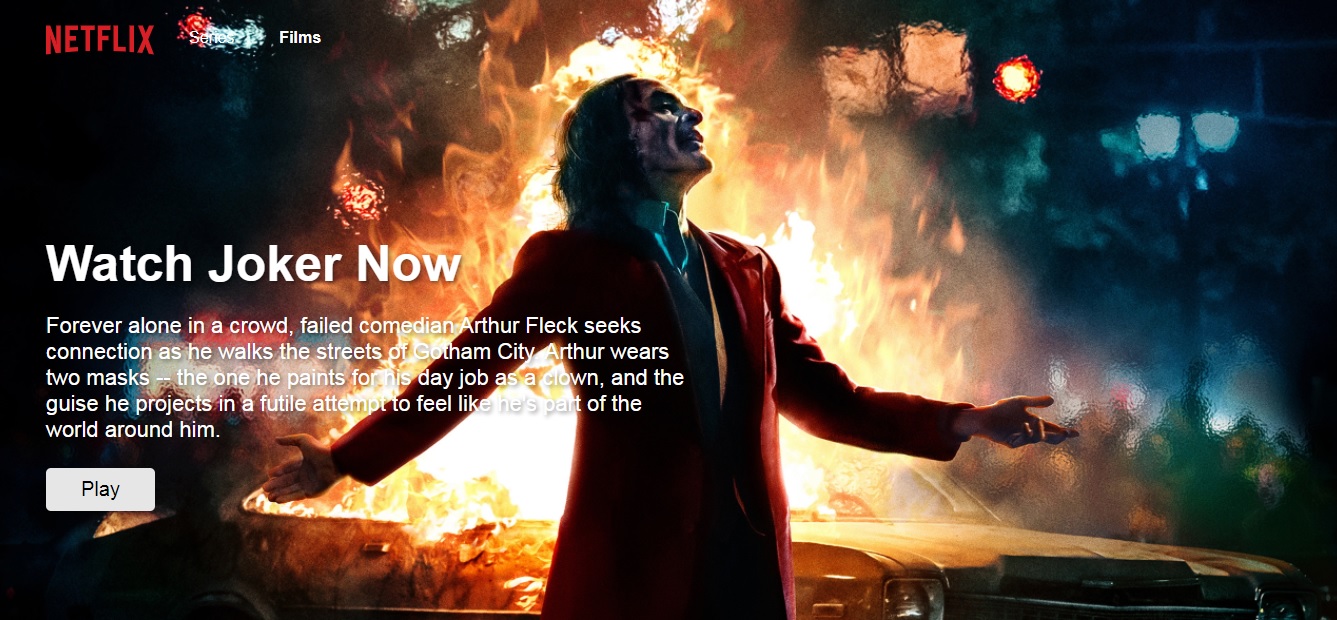 NETFLIX Series Films
Watch Joker Now
Forever alone in a crowd, failed comedian Arthur Fleck seeks
connection as he walks the streets of Gotham City. Arthur wears
two masks -- the one he paints for his day job as a clown, and the
guise he projects in a futile attempt to feel like he's part of the
world around him.
Play